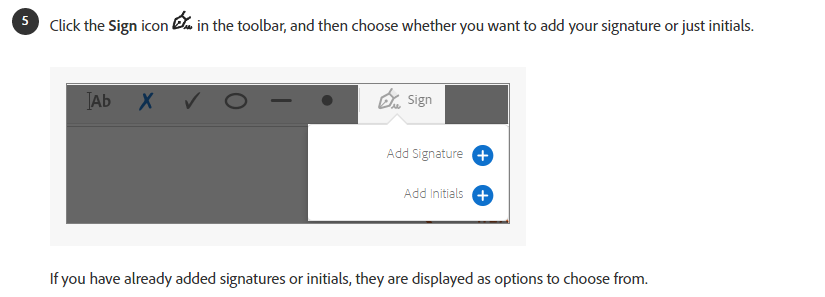 5 Click the Sign icon in the toolbar, and then choose whether you want to add your signature or just initials.
Ab Sign
Add Signature
Add Initials
If you have already added signatures or initials, they are displayed as options to choose from.